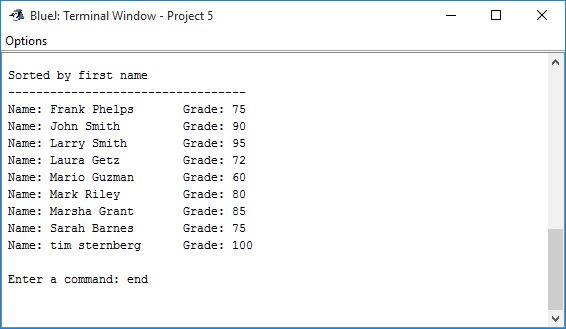 BlueJ: Terminal Window - Project 5
Options
Sorted by first name
----------------------------------
Name: Frank Phelps       Grade: 75
Name: John Smith         Grade: 90
Name: Larry Smith        Grade: 95
Name: Laura Getz         Grade: 72
Name: Mario Guzman       Grade: 60
Name: Mark Riley         Grade: 80
Name: Marsha Grant       Grade: 85
Name: Sarah Barnes       Grade: 75
Name: tim sternberg      Grade: 100
Enter a command: end